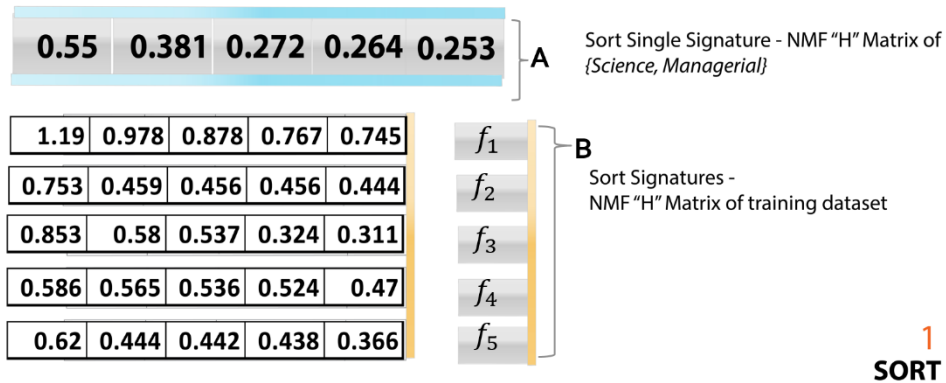 0.55 0.381 0.272 0.264 0.253
A
Sort Single Signature - NMF “H” Matrix of
{Science, Managerial}
1.19 0.978 0.878 0.767 0.745
0.753 0.459 0.456 0.456 0.444
0.853 0.58 0.537 0.324 0.311
0.586 0.565 0.536 0.524 0.47
0.62 0.444 0.442 0.438 0.366
f₁
f₂
f₃
f₄
f₅
B
Sort Signatures -
NMF “H” Matrix of training dataset
1
SORT